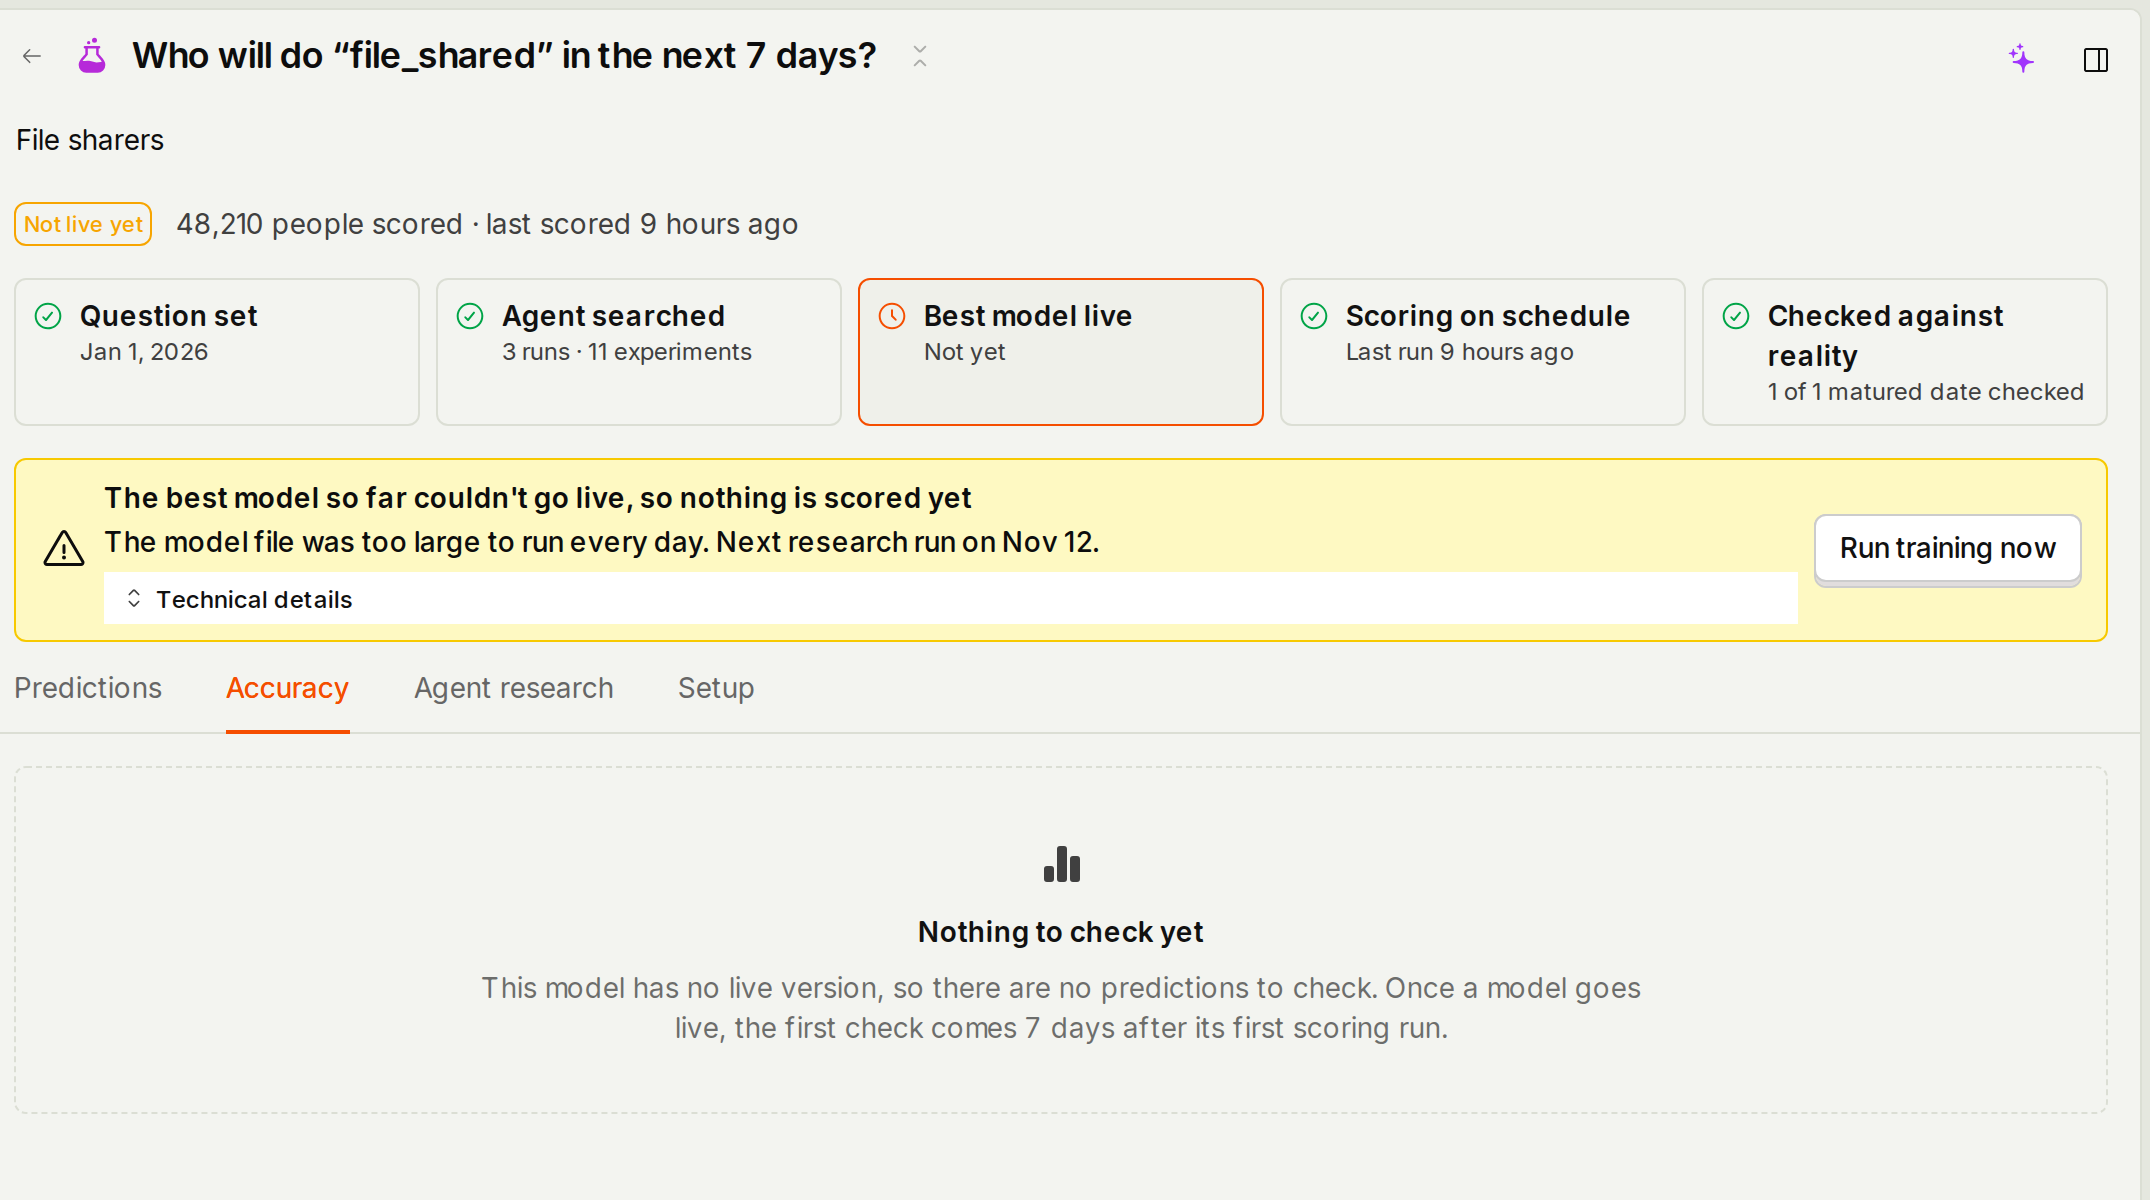 Who will do “file_shared” in the next 7 days?
File sharers
Not live yet
48,210 people scored · last scored 9 hours ago
Question set
Jan 1, 2026
Agent searched
3 runs · 11 experiments
Best model live
Not yet
Scoring on schedule
Last run 9 hours ago
Checked against
reality
1 of 1 matured date checked
The best model so far couldn't go live, so nothing is scored yet
The model file was too large to run every day. Next research run on Nov 12.
Technical details
Run training now
Predictions
Accuracy
Agent research
Setup
Nothing to check yet
This model has no live version, so there are no predictions to check. Once a model goes
live, the first check comes 7 days after its first scoring run.